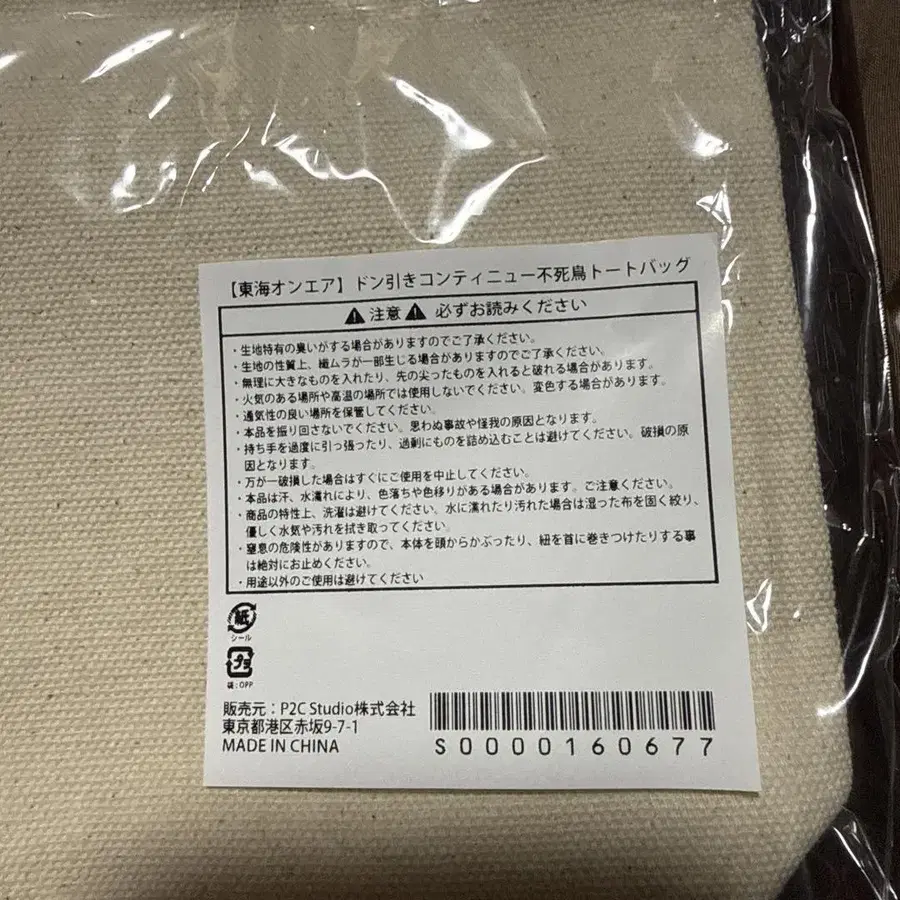 【東海オンエア】ドン引きコンティニュー不死鳥トートバッグ
⚠ 注意 ⚠ 必ずお読みください
・生地特有の臭いがする場合がありますのでご了承ください。
・生地の性質上、織ムラが一部生じる場合がありますのでご了承ください。
・無理に大きなものを入れたり、先の尖ったものを入れると破れる場合があります。
・火気のある場所や高温の場所では使用しないでください。変色する場合があります。
・通気性の良い場所を保管してください。
・本品を振り回さないでください。思わぬ事故や怪我の原因となります。
・持ち手を過度に引っ張ったり、過剰にものを詰め込むことは避けてください。破損の原
因となります。
・万が一破損した場合はすぐにご使用を中止してください。
・本品は汗、水濡れにより、色落ちや色移りがある場合があります。ご注意ください。
・商品の特性上、洗濯は避けてください。水に濡れたり汚れた場合は湿った布を固く絞り、
優しく水気や汚れを拭き取ってください。
・窒息の危険性がありますので、本体を頭からかぶったり、紐を首に巻きつけたりする事
は絶対にお止めください。
・用途以外のご使用は避けてください
紙
シール
プラ
袋：OPP
販売元：P2C Studio株式会社
東京都港区赤坂9-7-1
MADE IN CHINA
S0000160677